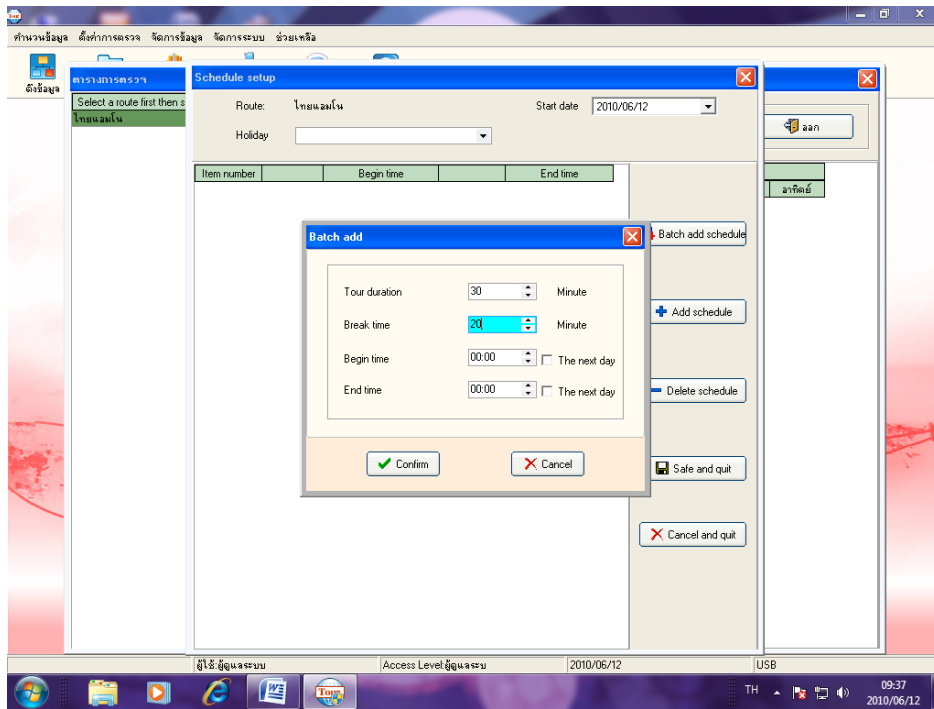 จำนวนข้อมูล ตั้งค่าการตรวจ จัดการข้อมูล จัดการระบบ ช่วยเหลือ
ดึงข้อมูล
ตารางการตรวจ
Select a route first then s
ไทยแอมโน
Schedule setup
Route: ไทยแอมโน Start date 2010/06/12
Holiday
ออก
Item number Begin time End time
อาทิตย์
Batch add schedule
Add schedule
Delete schedule
Safe and quit
Cancel and quit
Batch add
Tour duration 30 Minute
Break time 20 Minute
Begin time 00:00 The next day
End time 00:00 The next day
Confirm Cancel
ผู้ใช้:ผู้ดูแลระบบ Access Level:ผู้ดูแลระบ 2010/06/12 USB
Tour
TH 09:37
2010/06/12